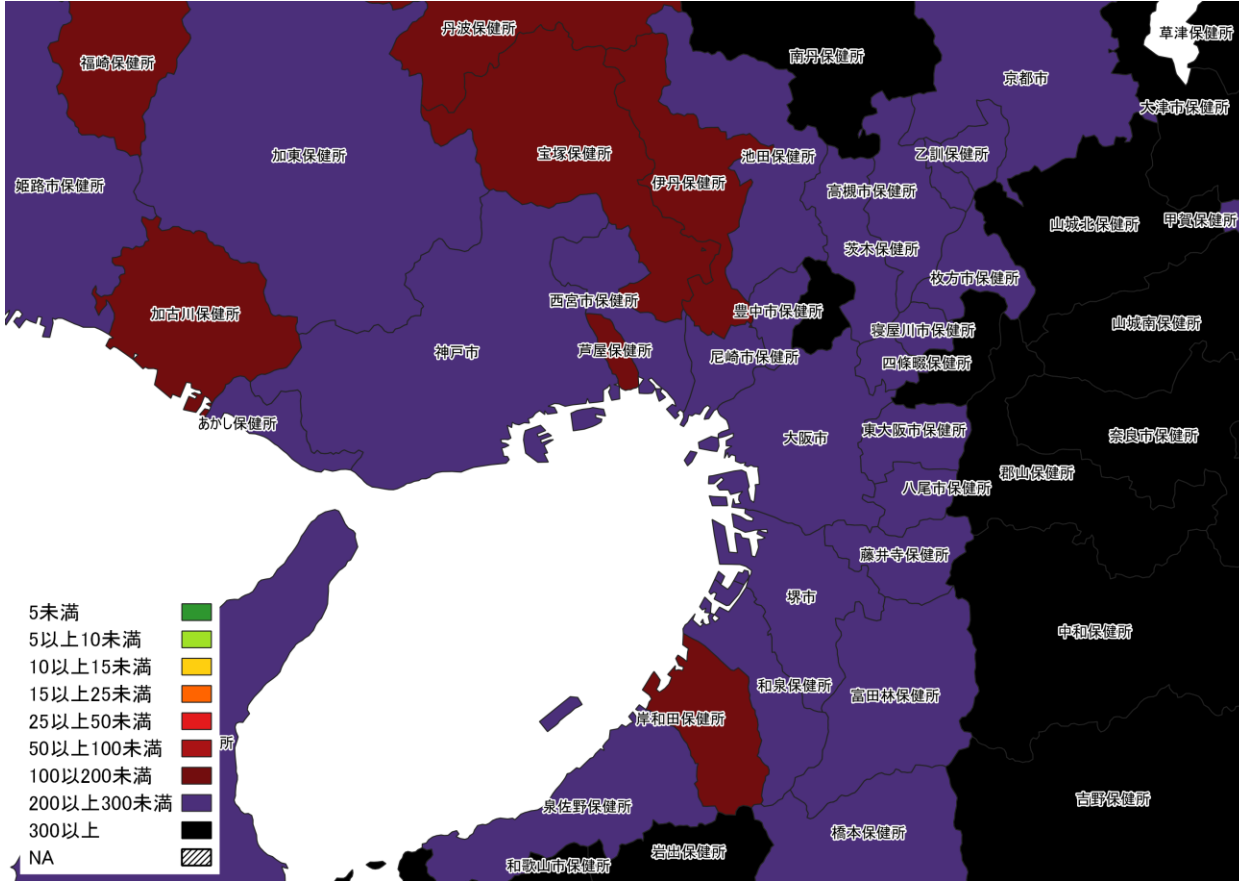 丹波保健所
草津保健所
福崎保健所
南丹保健所
京都市
大津市保健所
加東保健所
宝塚保健所
池田保健所
乙訓保健所
姫路市保健所
伊丹保健所
高槻市保健所
山城北保健所
甲賀保健所
茨木保健所
枚方市保健所
西宮市保健所
加古川保健所
豊中市保健所
山城南保健所
寝屋川市保健所
神戸市
芦屋保健所
尼崎市保健所
四條畷保健所
あかし保健所
大阪市
東大阪市保健所
奈良市保健所
郡山保健所
八尾市保健所
藤井寺保健所
堺市
中和保健所
和泉保健所
富田林保健所
岸和田保健所
所
泉佐野保健所
吉野保健所
橋本保健所
岩出保健所
和歌山市保健所
5未満
5以上10未満
10以上15未満
15以上25未満
25以上50未満
50以上100未満
100以200未満
200以上300未満
300以上
NA